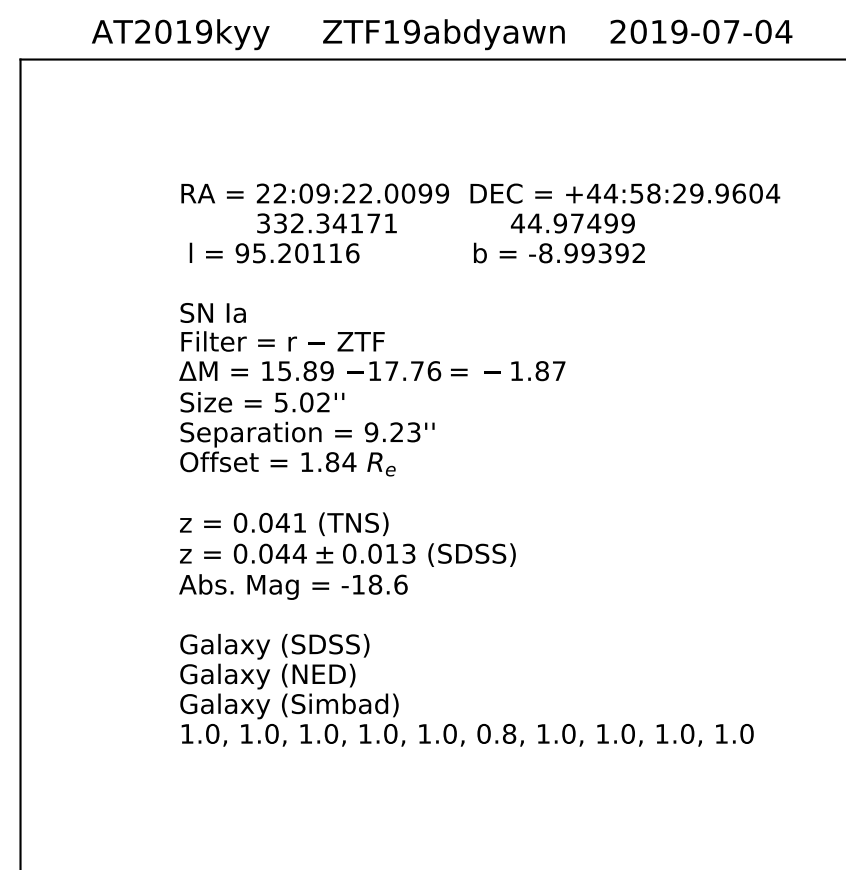 AT2019kyy ZTF19abdyawn 2019-07-04
RA = 22:09:22.0099 DEC = +44:58:29.9604
332.34171 44.97499
l = 95.20116 b = -8.99392
SN Ia
Filter = r − ZTF
ΔM = 15.89 −17.76 = − 1.87
Size = 5.02''
Separation = 9.23''
Offset = 1.84 Rₑ
z = 0.041 (TNS)
z = 0.044 ± 0.013 (SDSS)
Abs. Mag = -18.6
Galaxy (SDSS)
Galaxy (NED)
Galaxy (Simbad)
1.0, 1.0, 1.0, 1.0, 1.0, 0.8, 1.0, 1.0, 1.0, 1.0